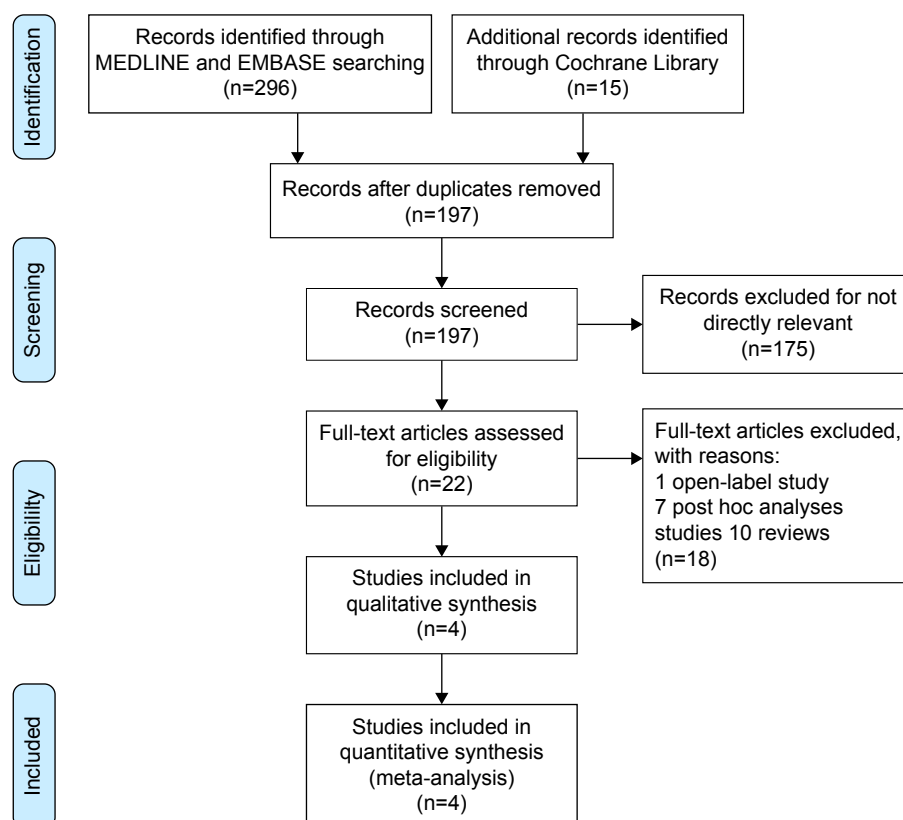 Identification
Records identified through
MEDLINE and EMBASE searching
(n=296)
Additional records identified
through Cochrane Library
(n=15)
Records after duplicates removed
(n=197)
Screening
Records screened
(n=197)
Records excluded for not
directly relevant
(n=175)
Eligibililty
Full-text articles assessed
for eligibility
(n=22)
Full-text articles excluded,
with reasons:
1 open-label study
7 post hoc analyses
studies 10 reviews
(n=18)
Studies included in
qualitative synthesis
(n=4)
Included
Studies included in
quantitative synthesis
(meta-analysis)
(n=4)